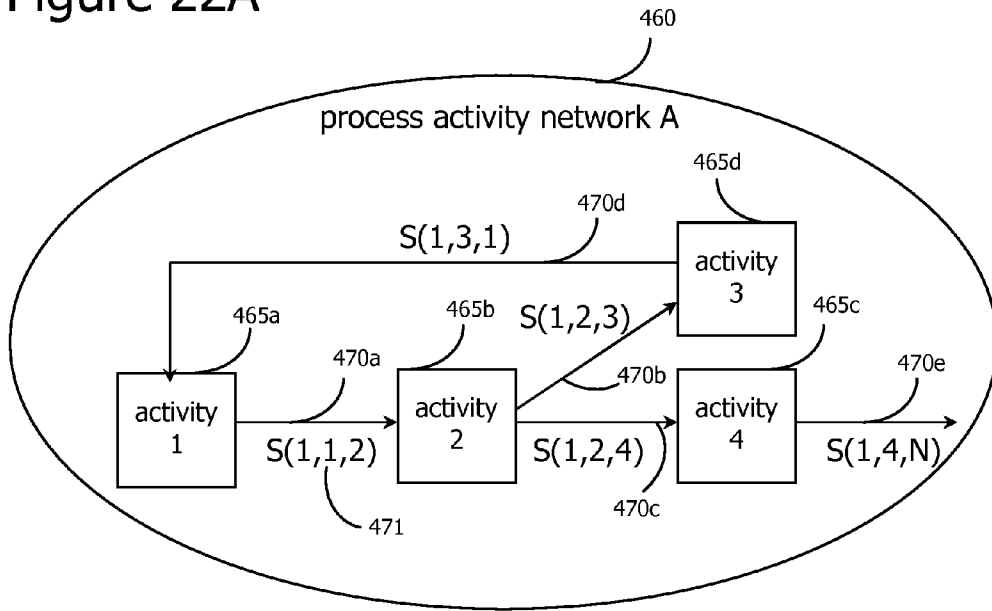 Figure 22A
460
process activity network A
465d
470d
S(1,3,1)
activity
3
465a
465b
S(1,2,3)
465c
470a
470b
470e
activity
1
activity
2
activity
4
S(1,1,2)
S(1,2,4)
S(1,4,N)
470c
471